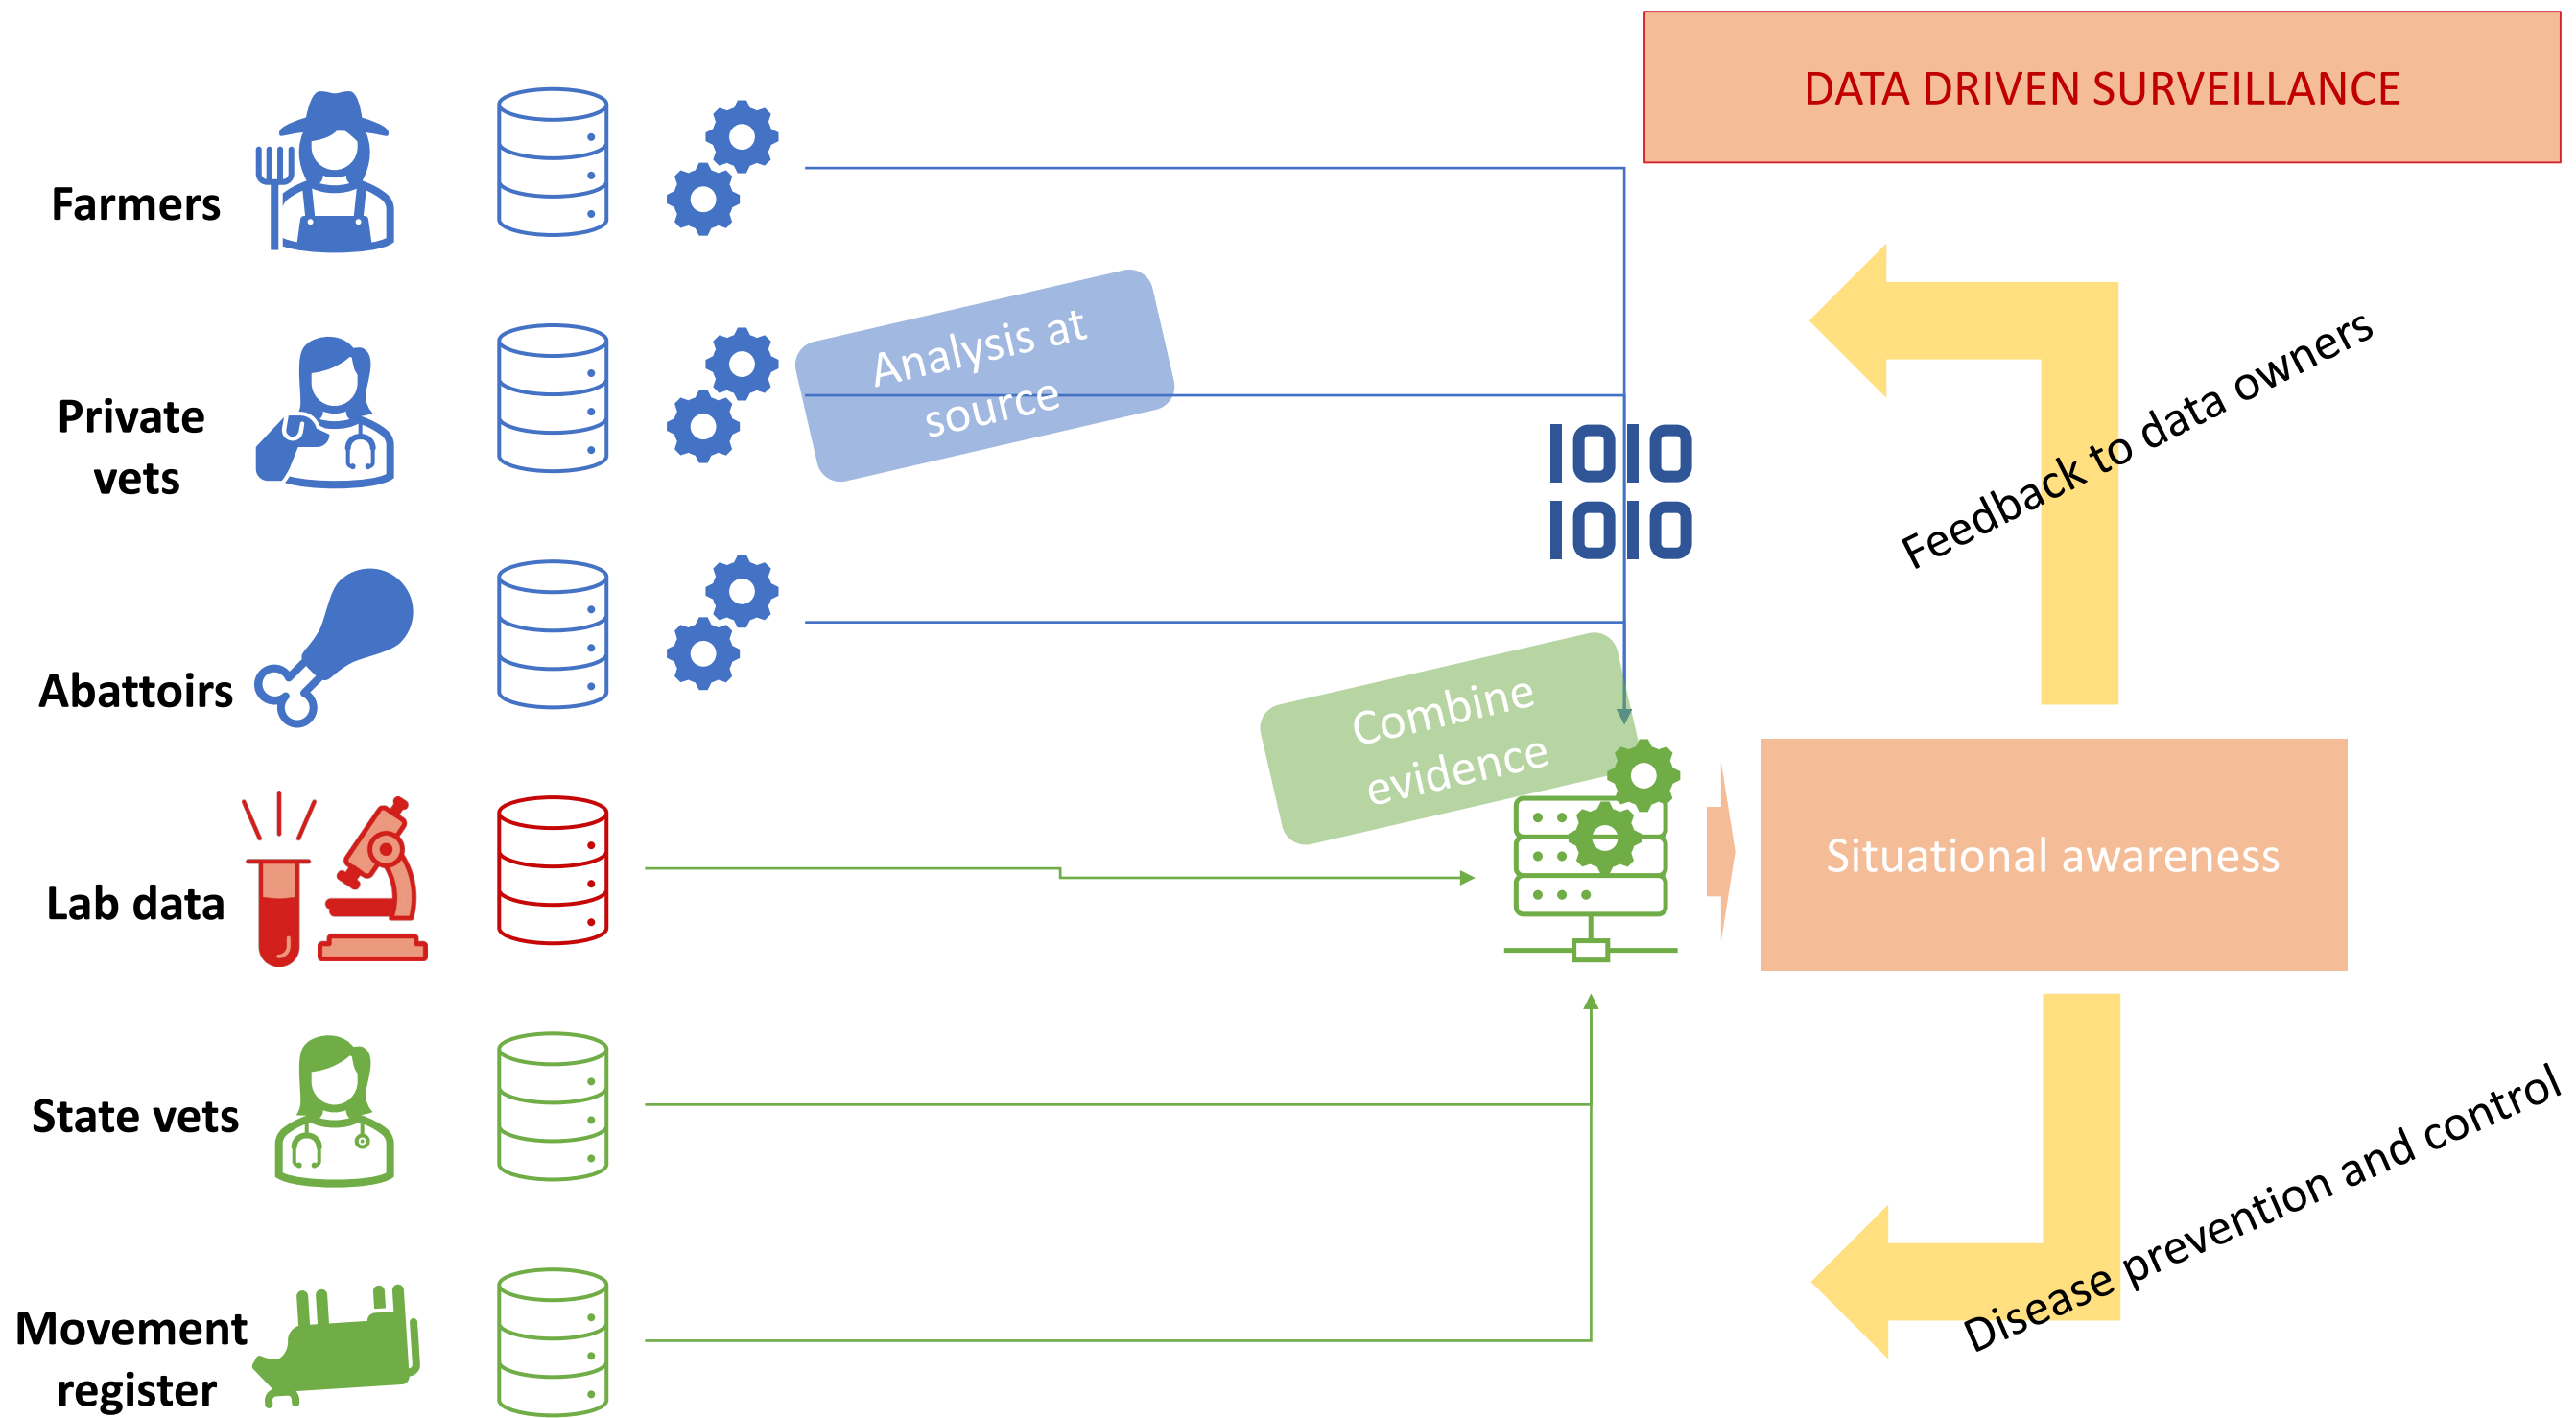 DATA DRIVEN SURVEILLANCE
Farmers
Analysis at
source
Private
vets
1010
1010
Feedback to data owners
Abattoirs
Combine
evidence
Lab data
Situational awareness
State vets
Disease prevention and control
Movement
register